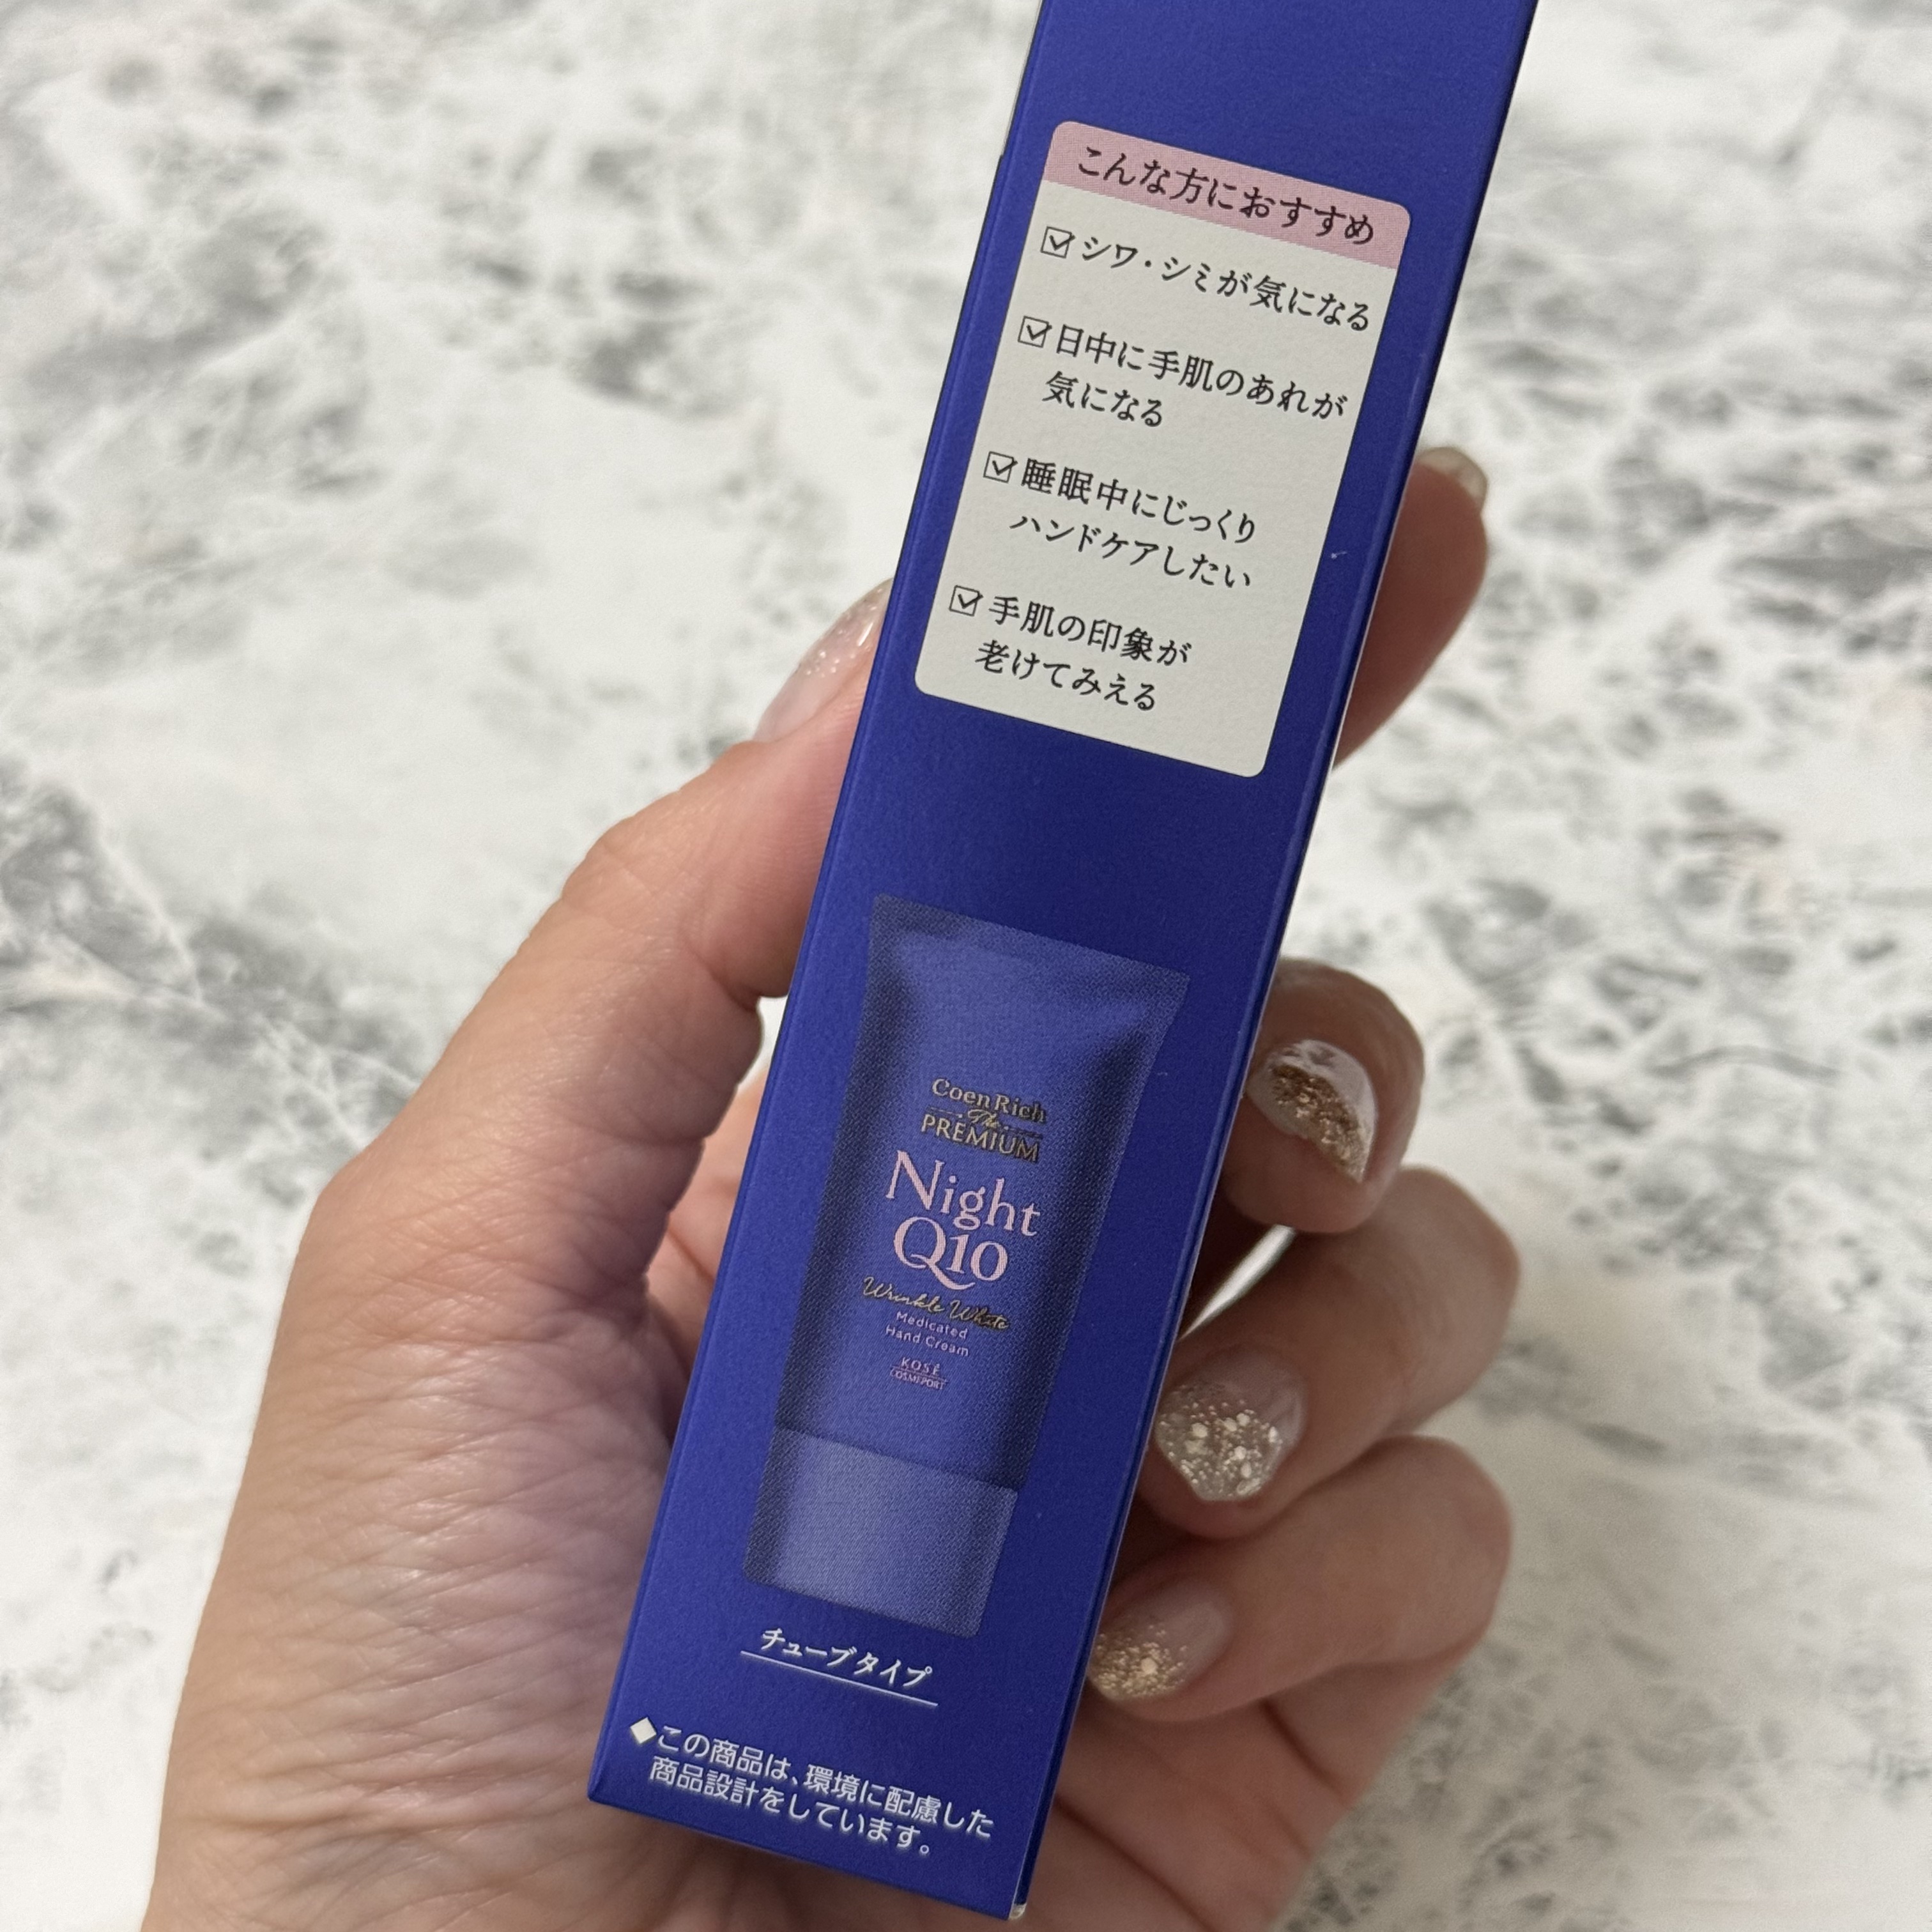 こんな方におすすめ
シワ・シミが気になる
日中に手肌のあれが
気になる
睡眠中にじっくり
ハンドケアしたい
手肌の印象が
老けてみえる
CoenRich
The
PREMIUM
Night
Q10
Wrinkle White
Medicated
Hand Cream
KOSÉ
COSMEPORT
チューブタイプ
◆この商品は、環境に配慮した
商品設計をしています。